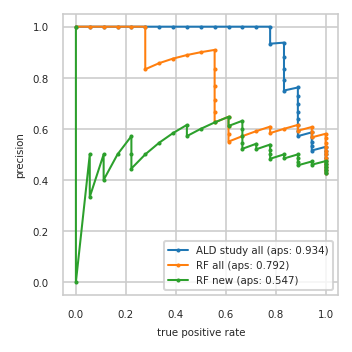 1.0
0.8
0.6
0.4
0.2
0.0
precision
0.0 0.2 0.4 0.6 0.8 1.0
true positive rate
ALD study all (aps: 0.934)
RF all (aps: 0.792)
RF new (aps: 0.547)